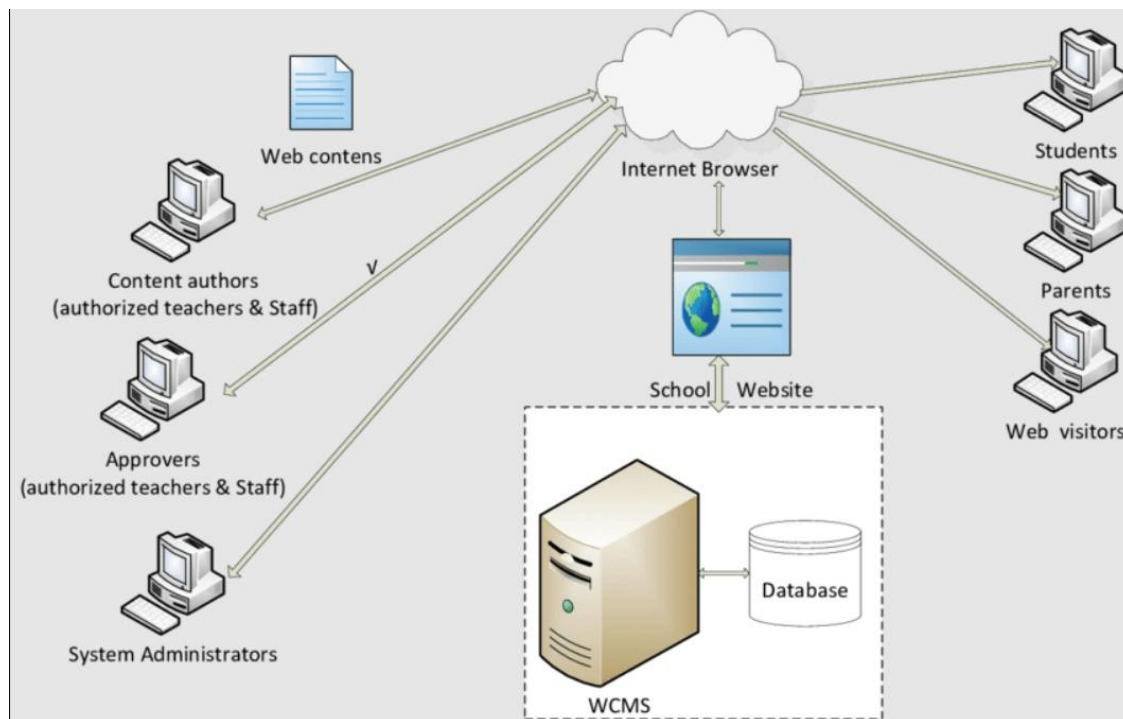 Web contens
Internet Browser
Students
Content authors
(authorized teachers & Staff)
√
Parents
School Website
Approvers
(authorized teachers & Staff)
Web visitors
Database
System Administrators
WCMS